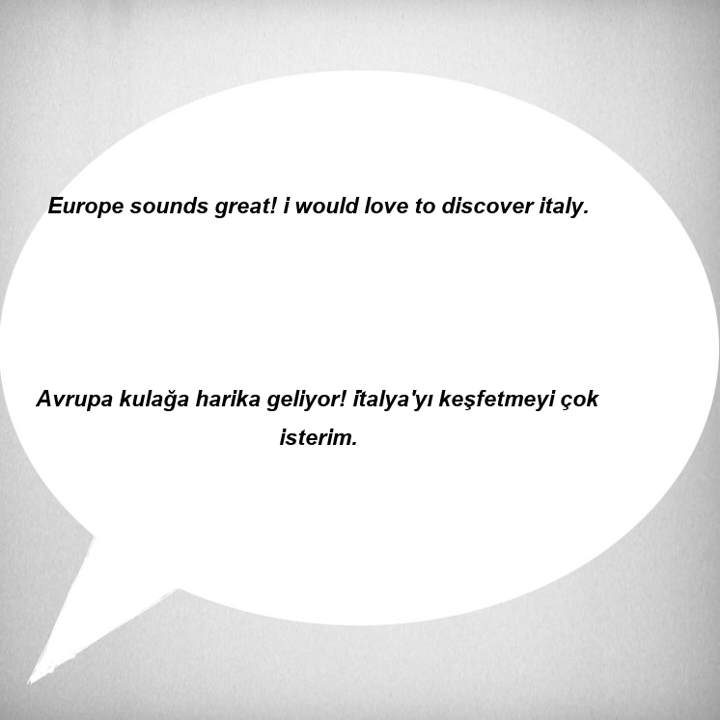 Europe sounds great! i would love to discover italy.
Avrupa kulağa harika geliyor! i̇talya'yı keşfetmeyi çok
isterim.